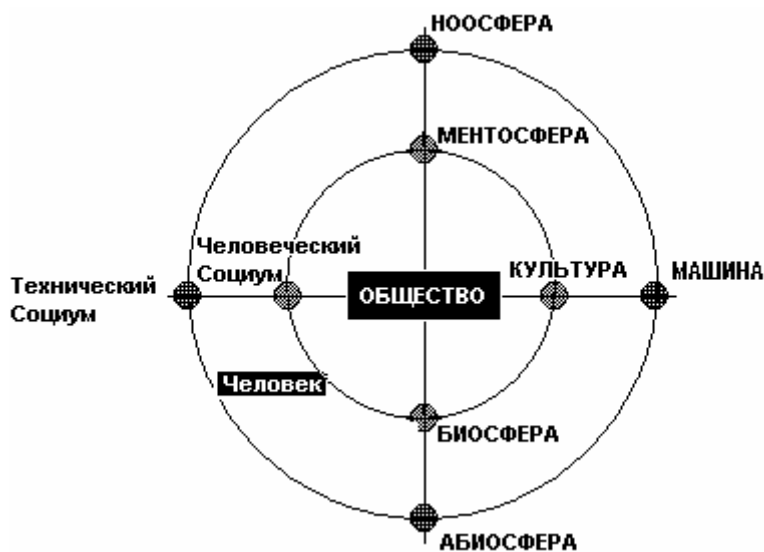 НООСФЕРА
МЕНТОСФЕРА
Человеческий
Социум
КУЛЬТУРА
МАШИНА
Технический
Социум
ОБЩЕСТВО
Человек
БИОСФЕРА
АБИОСФЕРА